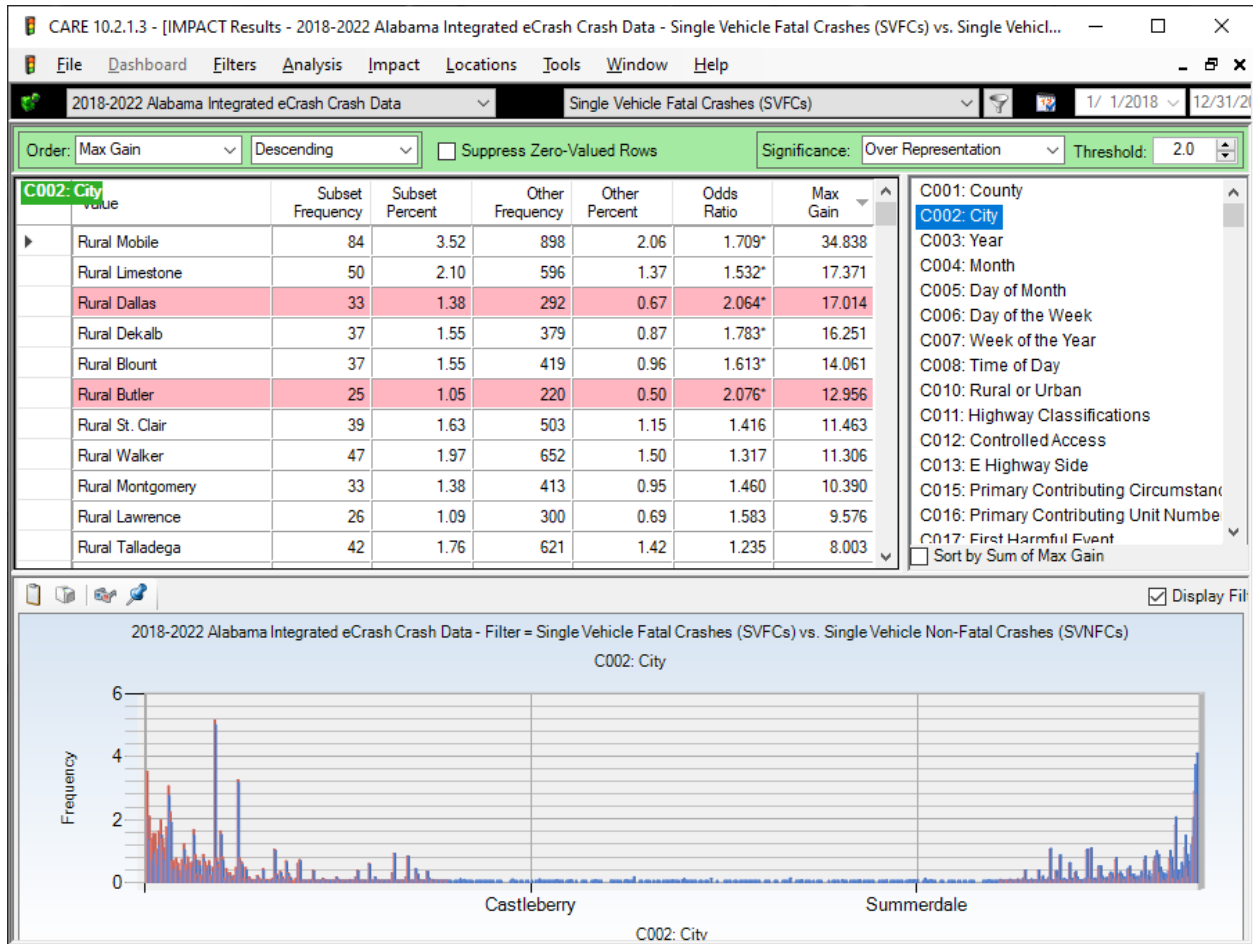 CARE 10.2.1.3 - [IMPACT Results - 2018-2022 Alabama Integrated eCrash Crash Data - Single Vehicle Fatal Crashes (SVFCs) vs. Single Vehicl...
File Dashboard Filters Analysis Impact Locations Tools Window Help
2018-2022 Alabama Integrated eCrash Crash Data Single Vehicle Fatal Crashes (SVFCs) 1/ 1/2018 12/31/20
Order: Max Gain Descending Suppress Zero-Valued Rows Significance: Over Representation Threshold: 2.0
C002: City
Value Subset Frequency Subset Percent Other Frequency Other Percent Odds Ratio Max Gain
Rural Mobile 84 3.52 898 2.06 1.709* 34.838
Rural Limestone 50 2.10 596 1.37 1.532* 17.371
Rural Dallas 33 1.38 292 0.67 2.064* 17.014
Rural Dekalb 37 1.55 379 0.87 1.783* 16.251
Rural Blount 37 1.55 419 0.96 1.613* 14.061
Rural Butler 25 1.05 220 0.50 2.076* 12.956
Rural St. Clair 39 1.63 503 1.15 1.416 11.463
Rural Walker 47 1.97 652 1.50 1.317 11.306
Rural Montgomery 33 1.38 413 0.95 1.460 10.390
Rural Lawrence 26 1.09 300 0.69 1.583 9.576
Rural Talladega 42 1.76 621 1.42 1.235 8.003
C001: County
C002: City
C003: Year
C004: Month
C005: Day of Month
C006: Day of the Week
C007: Week of the Year
C008: Time of Day
C010: Rural or Urban
C011: Highway Classifications
C012: Controlled Access
C013: E Highway Side
C015: Primary Contributing Circumstanc
C016: Primary Contributing Unit Numbe
C017: First Harmful Event
Sort by Sum of Max Gain
Display Filt
2018-2022 Alabama Integrated eCrash Crash Data - Filter = Single Vehicle Fatal Crashes (SVFCs) vs. Single Vehicle Non-Fatal Crashes (SVNFCs)
C002: City
Frequency
6
4
2
0
Castleberry Summerdale
C002: City